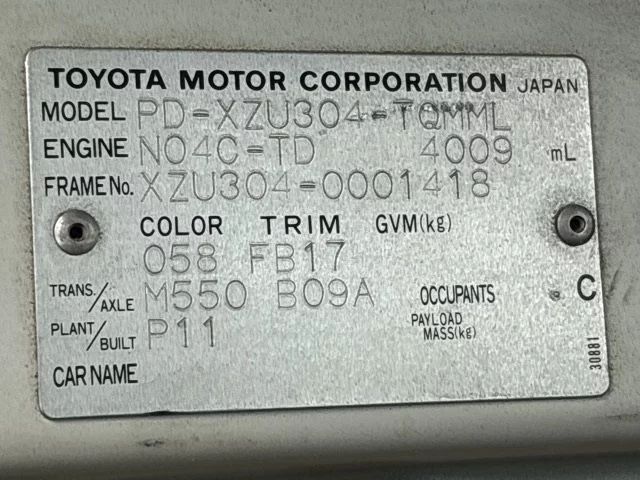 TOYOTA MOTOR CORPORATION JAPAN
MODEL PD-XZU304-TQMML
ENGINE N04C-TD 4009 mL
FRAME No. XZU304-0001418
COLOR TRIM GVM(kg)
058 FB17
TRANS./AXLE M550 B09A OCCUPANTS C
PLANT/BUILT P11 PAYLOAD MASS(kg)
CAR NAME
30881